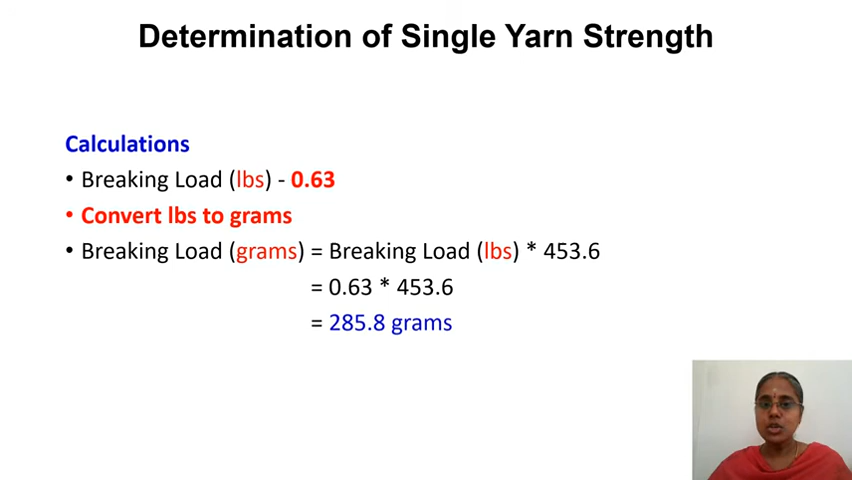 Determination of Single Yarn Strength
Calculations
• Breaking Load (lbs) - 0.63
• Convert lbs to grams
• Breaking Load (grams) = Breaking Load (lbs) * 453.6
= 0.63 * 453.6
= 285.8 grams